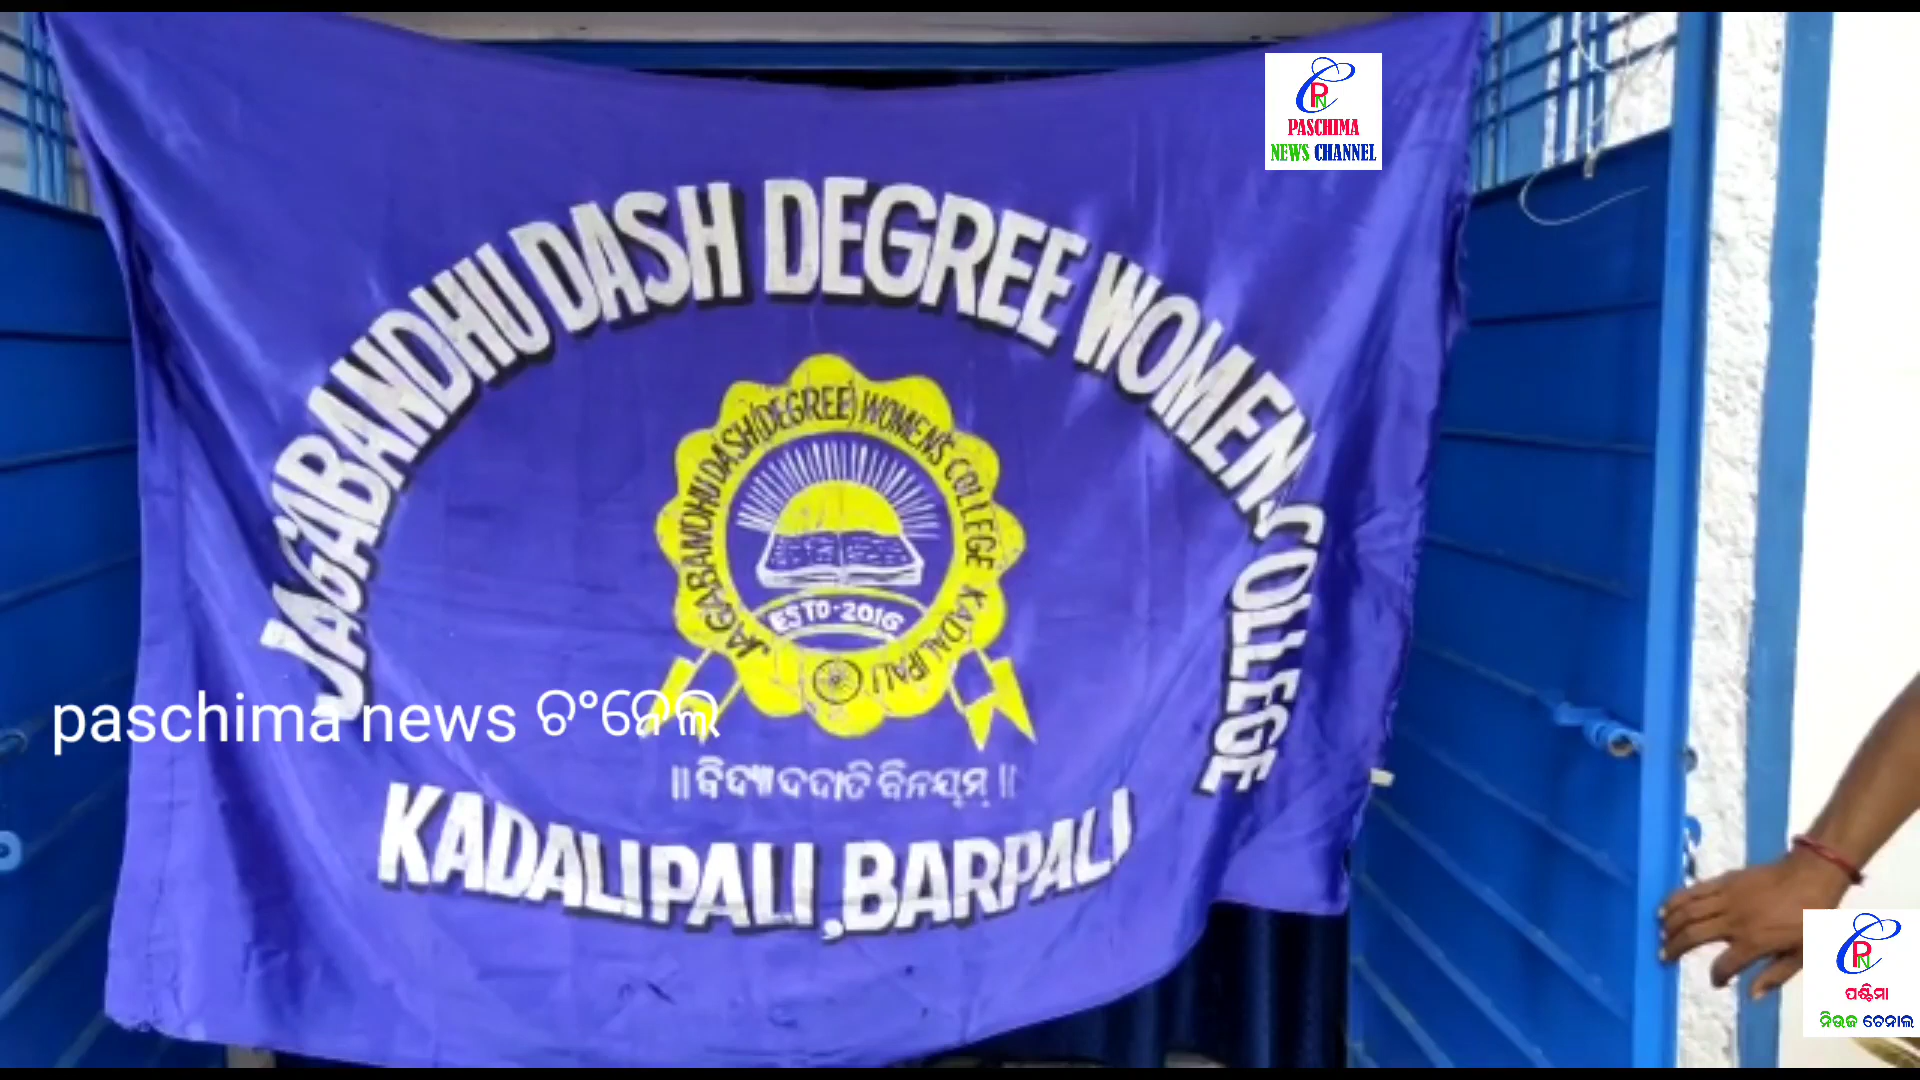 PASCHIMA
NEWS CHANNEL
JAGABANDHU DASH DEGREE WOMENS COLLEGE
JAGABANDHU DASH (DEGREE) WOMEN'S COLLEGE KADALIPALI
ESTD-2016
paschima news ଚଂନେଲ
॥ ବିଦ୍ୟା ଦଦାତି ବିନୟମ୍ ॥
KADALIPALI, BARPALI
ପଶ୍ଚିମା
ନିଉଜ ଚେନାଲ